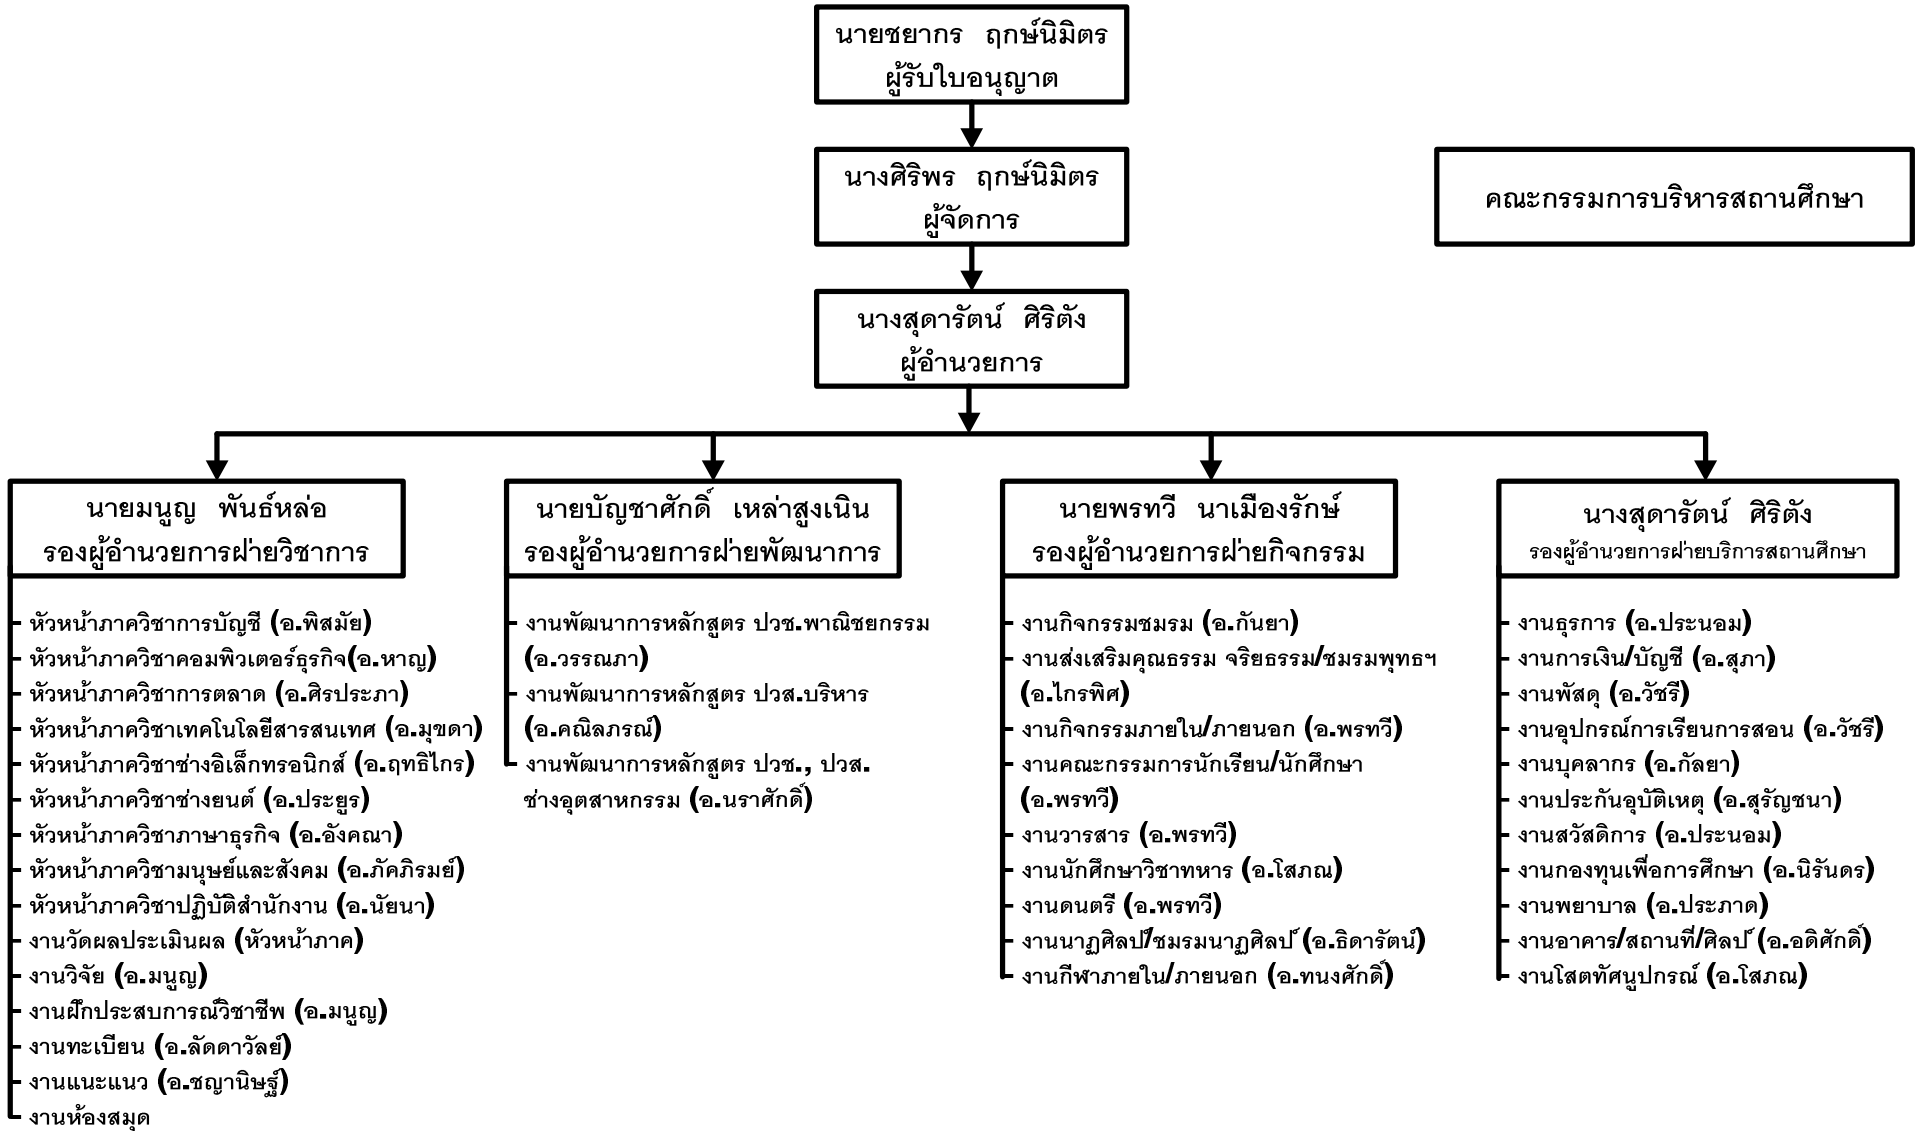 นายชยากร ฤกษ์นิมิตร
ผู้รับใบอนุญาต
นางศิริพร ฤกษ์นิมิตร
ผู้จัดการ
คณะกรรมการบริหารสถานศึกษา
นางสุดารัตน์ ศิริตัง
ผู้อำนวยการ
นายมนูญ พันธ์หล่อ
รองผู้อำนวยการฝ่ายวิชาการ
หัวหน้าภาควิชาการบัญชี (อ.พิสมัย)
หัวหน้าภาควิชาคอมพิวเตอร์ธุรกิจ(อ.หาญ)
หัวหน้าภาควิชาการตลาด (อ.ศิรประภา)
หัวหน้าภาควิชาเทคโนโลยีสารสนเทศ (อ.มุขดา)
หัวหน้าภาควิชาช่างอิเล็กทรอนิกส์ (อ.ฤทธิไกร)
หัวหน้าภาควิชาช่างยนต์ (อ.ประยูร)
หัวหน้าภาควิชาภาษาธุรกิจ (อ.อังคณา)
หัวหน้าภาควิชามนุษย์และสังคม (อ.ภัคภิรมย์)
หัวหน้าภาควิชาปฏิบัติสำนักงาน (อ.นัยนา)
งานวัดผลประเมินผล (หัวหน้าภาค)
งานวิจัย (อ.มนูญ)
งานฝึกประสบการณ์วิชาชีพ (อ.มนูญ)
งานทะเบียน (อ.ลัดดาวัลย์)
งานแนะแนว (อ.ชญานิษฐ์)
งานห้องสมุด
นายบัญชาศักดิ์ เหล่าสูงเนิน
รองผู้อำนวยการฝ่ายพัฒนาการ
งานพัฒนาการหลักสูตร ปวช.พาณิชยกรรม
(อ.วรรณภา)
งานพัฒนาการหลักสูตร ปวส.บริหาร
(อ.คณิลภรณ์)
งานพัฒนาการหลักสูตร ปวช., ปวส.
ช่างอุตสาหกรรม (อ.นราศักดิ์)
นายพรทวี นาเมืองรักษ์
รองผู้อำนวยการฝ่ายกิจกรรม
งานกิจกรรมชมรม (อ.กันยา)
งานส่งเสริมคุณธรรม จริยธรรม/ชมรมพุทธฯ
(อ.ไกรพิศ)
งานกิจกรรมภายใน/ภายนอก (อ.พรทวี)
งานคณะกรรมการนักเรียน/นักศึกษา
(อ.พรทวี)
งานวารสาร (อ.พรทวี)
งานนักศึกษาวิชาทหาร (อ.โสภณ)
งานดนตรี (อ.พรทวี)
งานนาฏศิลป์/ชมรมนาฏศิลป์ (อ.ธิดารัตน์)
งานกีฬาภายใน/ภายนอก (อ.ทนงศักดิ์)
นางสุดารัตน์ ศิริตัง
รองผู้อำนวยการฝ่ายบริการสถานศึกษา
งานธุรการ (อ.ประนอม)
งานการเงิน/บัญชี (อ.สุภา)
งานพัสดุ (อ.วัชรี)
งานอุปกรณ์การเรียนการสอน (อ.วัชรี)
งานบุคลากร (อ.กัลยา)
งานประกันอุบัติเหตุ (อ.สุรัญชนา)
งานสวัสดิการ (อ.ประนอม)
งานกองทุนเพื่อการศึกษา (อ.นิรันดร)
งานพยาบาล (อ.ประภาด)
งานอาคาร/สถานที่/ศิลป์ (อ.อดิศักดิ์)
งานโสตทัศนูปกรณ์ (อ.โสภณ)